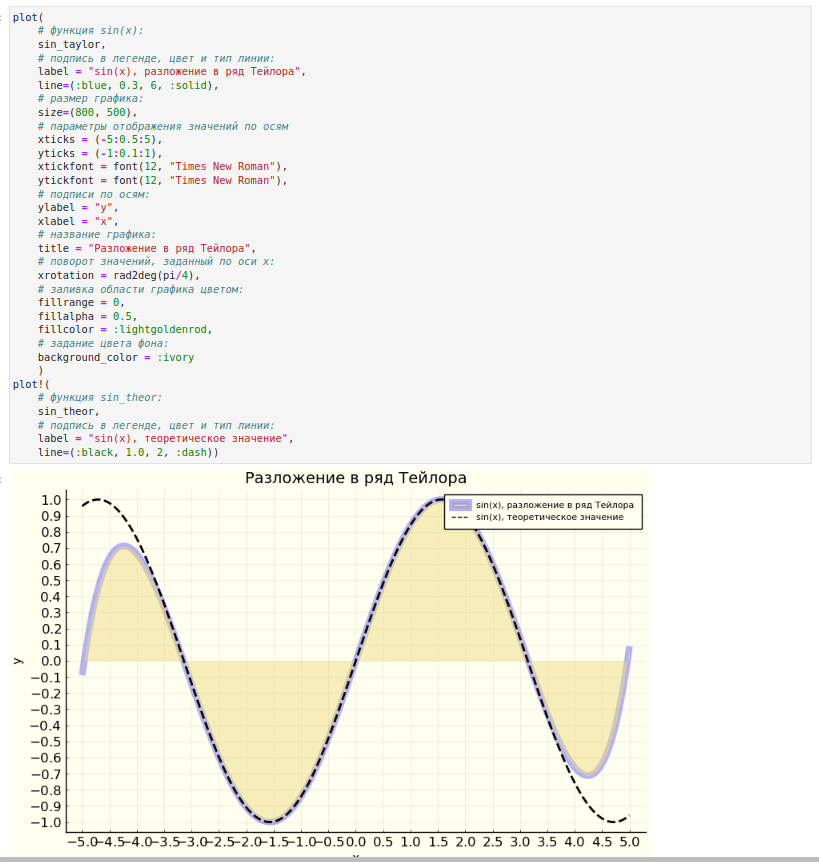 plot(
    # функция sin(x):
    sin_taylor,
    # подпись в легенде, цвет и тип линии:
    label = "sin(x), разложение в ряд Тейлора",
    line=(:blue, 0.3, 6, :solid),
    # размер графика:
    size=(800, 500),
    # параметры отображения значений по осям
    xticks = (-5:0.5:5),
    yticks = (-1:0.1:1),
    xtickfont = font(12, "Times New Roman"),
    ytickfont = font(12, "Times New Roman"),
    # подписи по осям:
    ylabel = "y",
    xlabel = "x",
    # название графика:
    title = "Разложение в ряд Тейлора",
    # поворот значений, заданный по оси x:
    xrotation = rad2deg(pi/4),
    # заливка области графика цветом:
    fillrange = 0,
    fillalpha = 0.5,
    fillcolor = :lightgoldenrod,
    # задание цвета фона:
    background_color = :ivory
    )
plot!(
    # функция sin_theor:
    sin_theor,
    # подпись в легенде, цвет и тип линии:
    label = "sin(x), теоретическое значение",
    line=(:black, 1.0, 2, :dash))
Разложение в ряд Тейлора
sin(x), разложение в ряд Тейлора
sin(x), теоретическое значение
1.0
0.9
0.8
0.7
0.6
0.5
0.4
0.3
0.2
0.1
0.0
−0.1
−0.2
−0.3
−0.4
−0.5
−0.6
−0.7
−0.8
−0.9
−1.0
y
−5.0−4.5−4.0−3.5−3.0−2.5−2.0−1.5−1.0−0.5 0.0 0.5 1.0 1.5 2.0 2.5 3.0 3.5 4.0 4.5 5.0